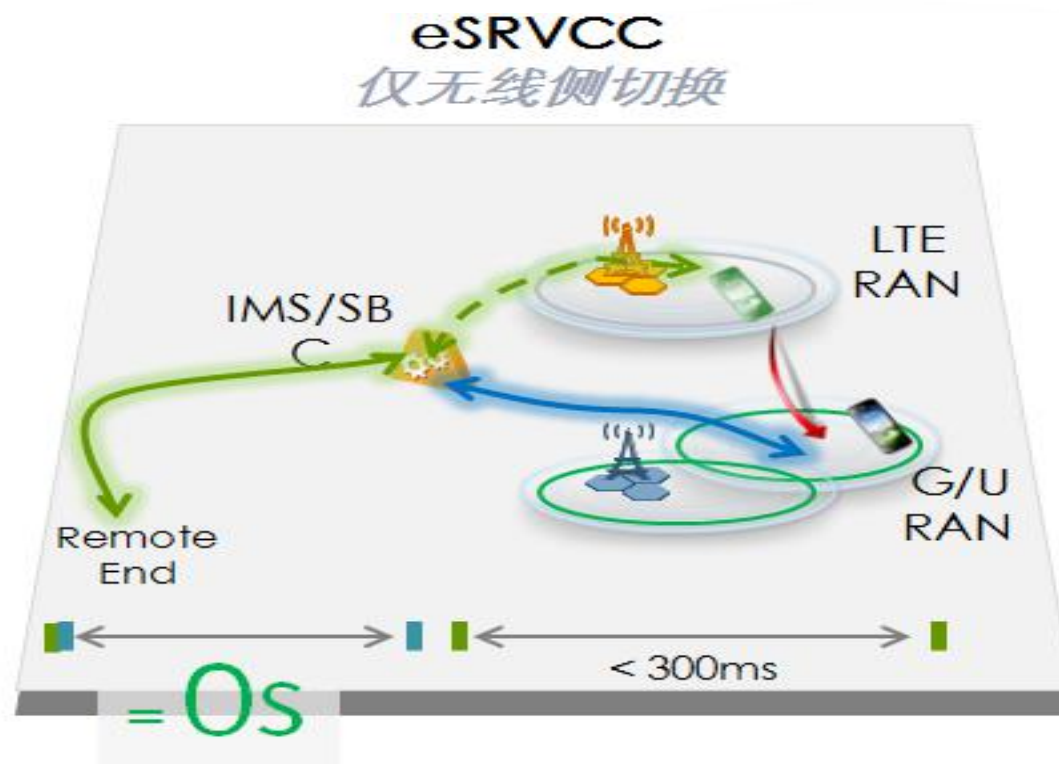 eSRVCC
仅无线侧切换
LTE
RAN
IMS/SB
C
G/U
RAN
Remote
End
< 300ms
= 0s